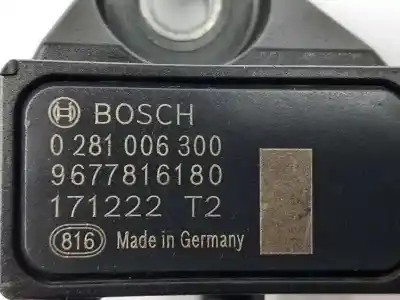 BOSCH
0 281 006 300
9677816180
171222 T2
816 Made in Germany